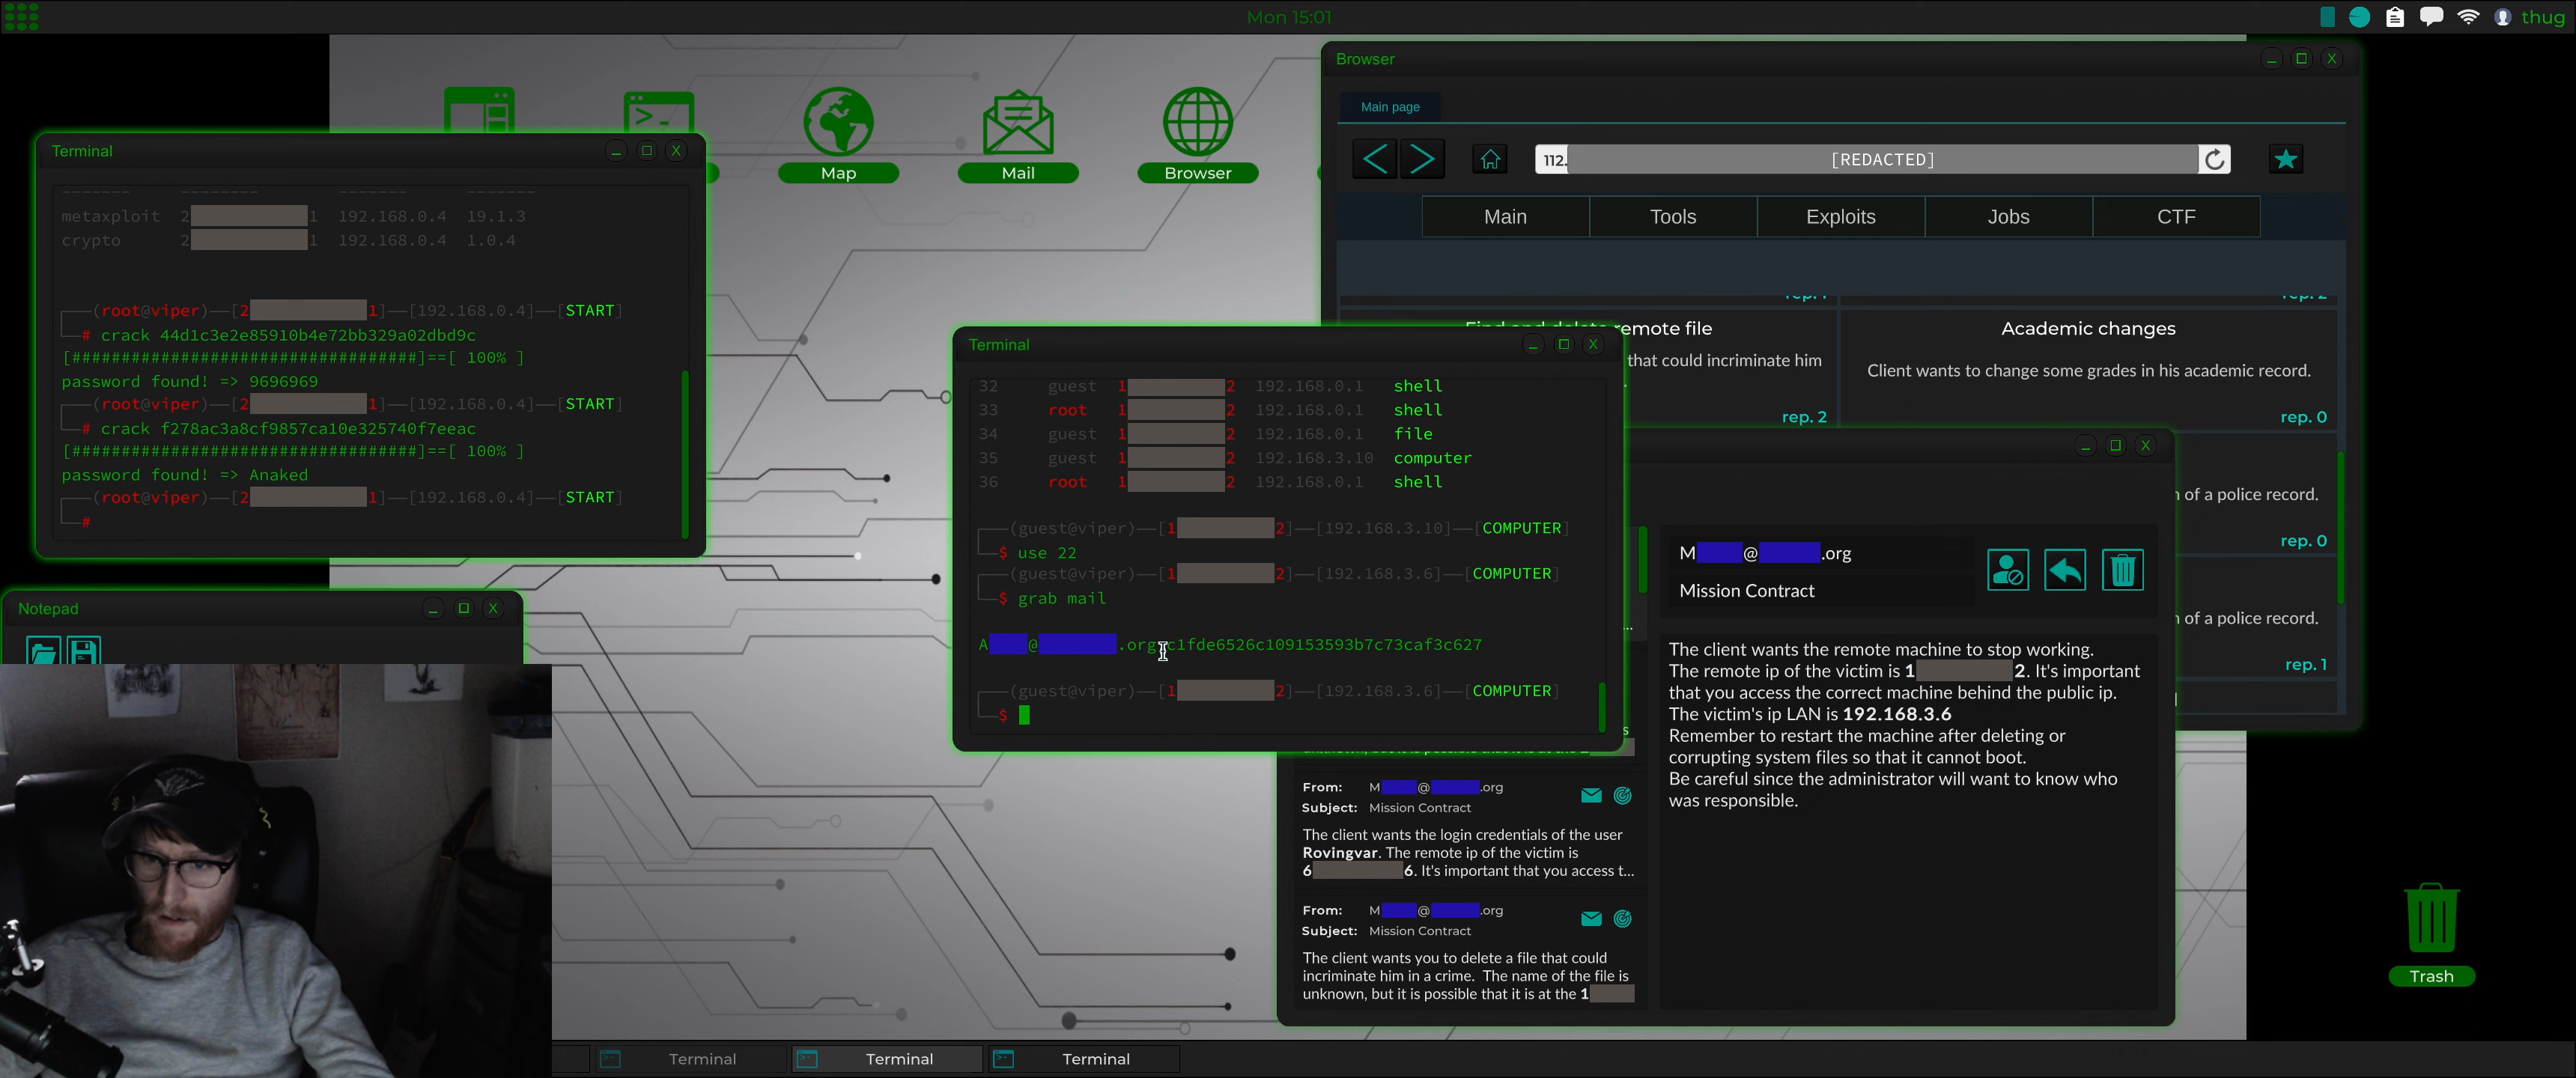 Mon 15:01
thug
Terminal
metaxploit 2 1 192.168.0.4 19.1.3
crypto 2 1 192.168.0.4 1.0.4
(root@viper)—[2 1]—[192.168.0.4]—[START]
# crack 44d1c3e2e85910b4e72bb329a02dbd9c
[###################################]==[ 100% ]
password found! => 9696969
(root@viper)—[2 1]—[192.168.0.4]—[START]
# crack f278ac3a8cf9857ca10e325740f7eeac
[###################################]==[ 100% ]
password found! => Anaked
(root@viper)—[2 1]—[192.168.0.4]—[START]
#
Notepad
Map
Mail
Browser
Browser
Main page
112. [REDACTED]
Main Tools Exploits Jobs CTF
rep. 2
emote file
that could incriminate him
rep. 2
Academic changes
Client wants to change some grades in his academic record.
rep. 0
of a police record.
rep. 0
of a police record.
rep. 1
Terminal
32 guest 1 2 192.168.0.1 shell
33 root 1 2 192.168.0.1 shell
34 guest 1 2 192.168.0.1 file
35 guest 1 2 192.168.3.10 computer
36 root 1 2 192.168.0.1 shell
(guest@viper)—[1 2]—[192.168.3.10]—[COMPUTER]
$ use 22
(guest@viper)—[1 2]—[192.168.3.6]—[COMPUTER]
$ grab mail
A @ .org:c1fde6526c109153593b7c73caf3c627
(guest@viper)—[1 2]—[192.168.3.6]—[COMPUTER]
$
M @ .org
Mission Contract
The client wants the remote machine to stop working.
The remote ip of the victim is 1 2. It's important
that you access the correct machine behind the public ip.
The victim's ip LAN is 192.168.3.6
Remember to restart the machine after deleting or
corrupting system files so that it cannot boot.
Be careful since the administrator will want to know who
was responsible.
From: M @ .org
Subject: Mission Contract
The client wants the login credentials of the user
Rovingvar. The remote ip of the victim is
6 6. It's important that you access t...
From: M @ .org
Subject: Mission Contract
The client wants you to delete a file that could
incriminate him in a crime. The name of the file is
unknown, but it is possible that it is at the 1
Trash
Terminal
Terminal
Terminal